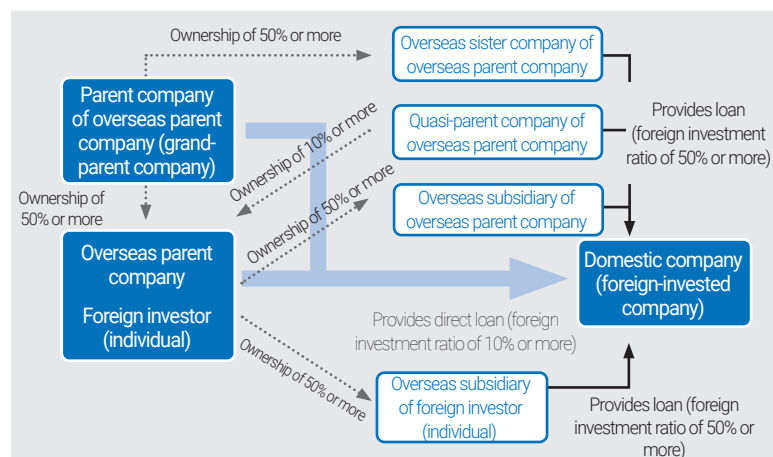 Ownership of 50% or more
Overseas sister company of
overseas parent company
Parent company
of overseas parent
company (grand-
parent company)
Ownership of 10% or more
Quasi-parent company of
overseas parent company
Provides loan
(foreign investment
ratio of 50% or more)
Ownership of
50% or more
Ownership of 50% or more
Overseas subsidiary of
overseas parent company
Overseas parent
company
Foreign investor
(individual)
Domestic company
(foreign-invested
company)
Provides direct loan (foreign
investment ratio of 10% or more)
Ownership of 50% or more
Overseas subsidiary
of foreign investor
(individual)
Provides loan (foreign
investment ratio of 50% or
more)